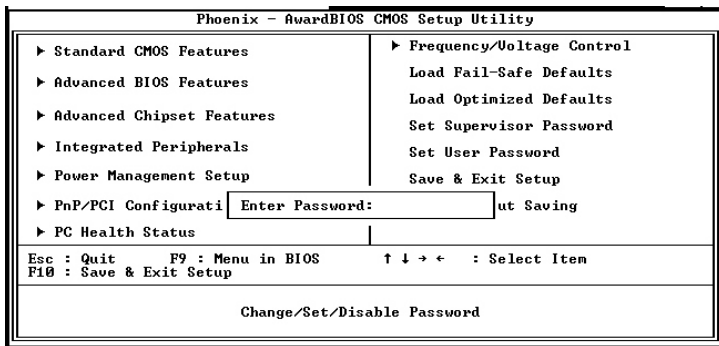 Phoenix - AwardBIOS CMOS Setup Utility
▶ Standard CMOS Features
▶ Advanced BIOS Features
▶ Advanced Chipset Features
▶ Integrated Peripherals
▶ Power Management Setup
▶ PnP/PCI Configurati
▶ PC Health Status
▶ Frequency/Voltage Control
Load Fail-Safe Defaults
Load Optimized Defaults
Set Supervisor Password
Set User Password
Save & Exit Setup
ut Saving
Enter Password:
Esc : Quit F9 : Menu in BIOS ↑ ↓ → ← : Select Item
F10 : Save & Exit Setup
Change/Set/Disable Password